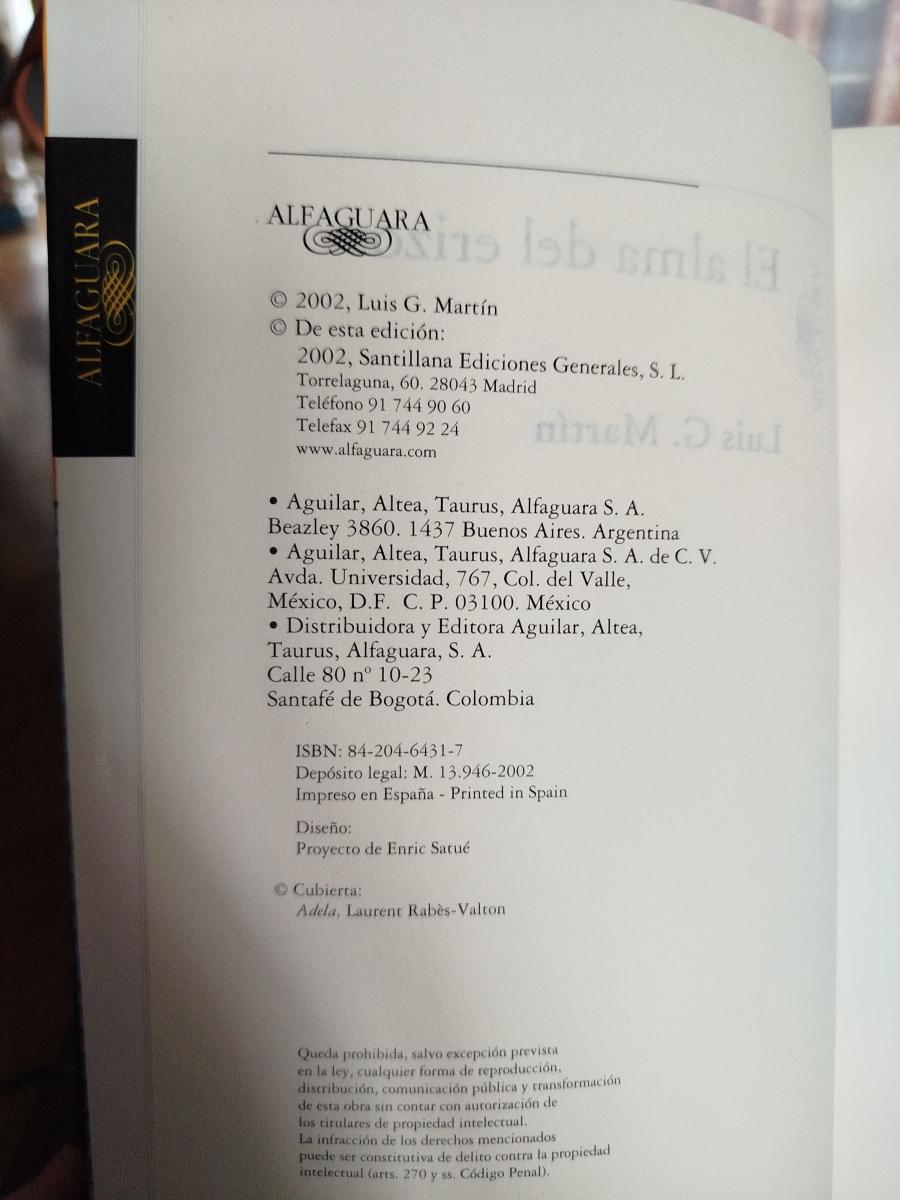 ALFAGUARA
ALFAGUARA
El alma del erizo
Luis G. Martín
© 2002, Luis G. Martín
© De esta edición:
2002, Santillana Ediciones Generales, S. L.
Torrelaguna, 60. 28043 Madrid
Teléfono 91 744 90 60
Telefax 91 744 92 24
www.alfaguara.com
• Aguilar, Altea, Taurus, Alfaguara S. A.
Beazley 3860. 1437 Buenos Aires. Argentina
• Aguilar, Altea, Taurus, Alfaguara S. A. de C. V.
Avda. Universidad, 767, Col. del Valle,
México, D.F. C. P. 03100. México
• Distribuidora y Editora Aguilar, Altea,
Taurus, Alfaguara, S. A.
Calle 80 nº 10-23
Santafé de Bogotá. Colombia
ISBN: 84-204-6431-7
Depósito legal: M. 13.946-2002
Impreso en España - Printed in Spain
Diseño:
Proyecto de Enric Satué
© Cubierta:
Adela, Laurent Rabès-Valton
Queda prohibida, salvo excepción prevista
en la ley, cualquier forma de reproducción,
distribución, comunicación pública y transformación
de esta obra sin contar con autorización de
los titulares de propiedad intelectual.
La infracción de los derechos mencionados
puede ser constitutiva de delito contra la propiedad
intelectual (arts. 270 y ss. Código Penal).